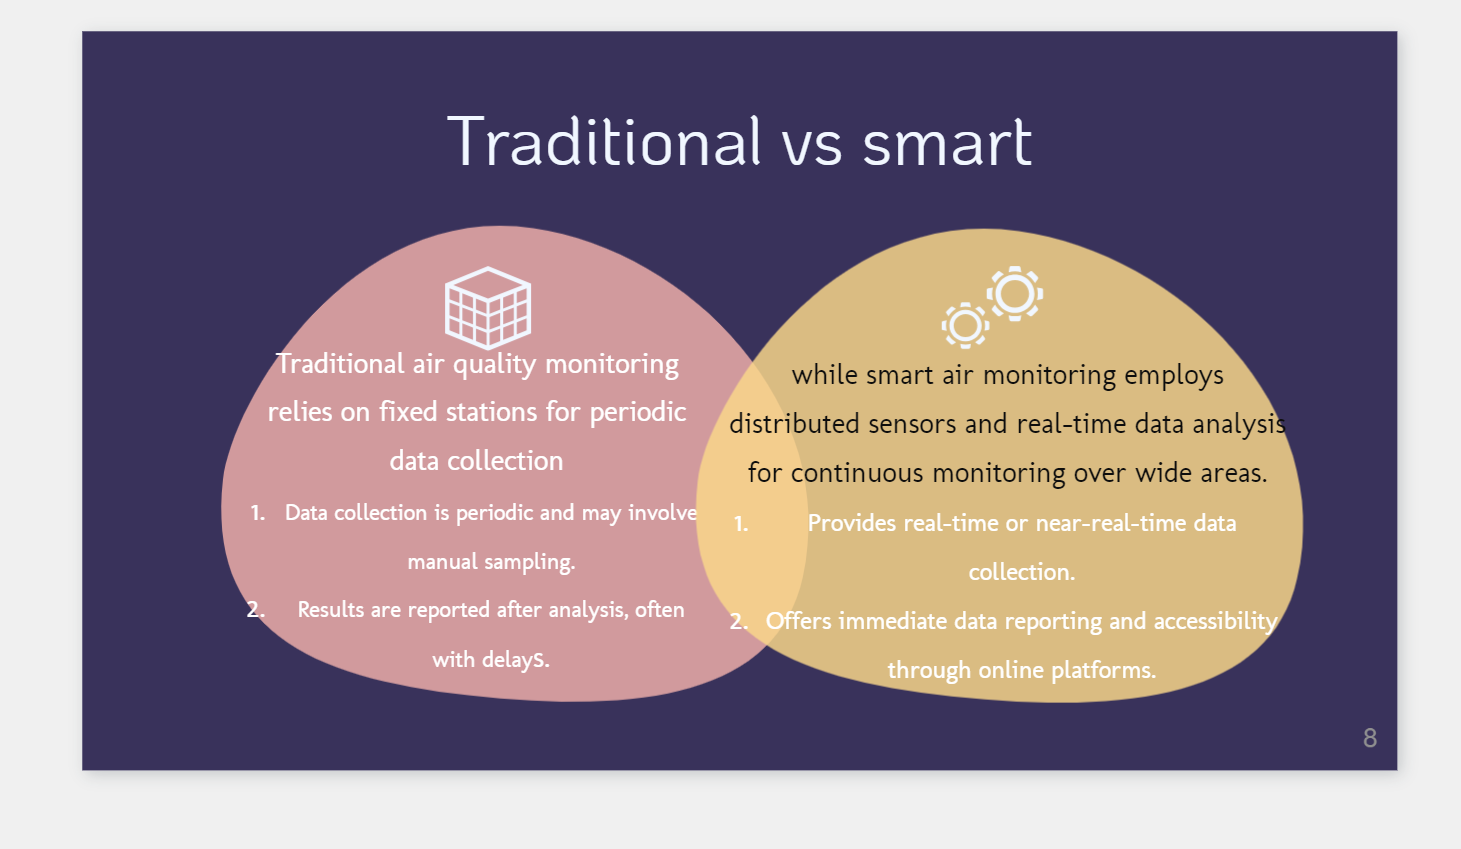 Traditional vs smart
Traditional air quality monitoring
relies on fixed stations for periodic
data collection
1. Data collection is periodic and may involve
manual sampling.
2. Results are reported after analysis, often
with delays.
while smart air monitoring employs
distributed sensors and real-time data analysis
for continuous monitoring over wide areas.
1. Provides real-time or near-real-time data
collection.
2. Offers immediate data reporting and accessibility
through online platforms.
8